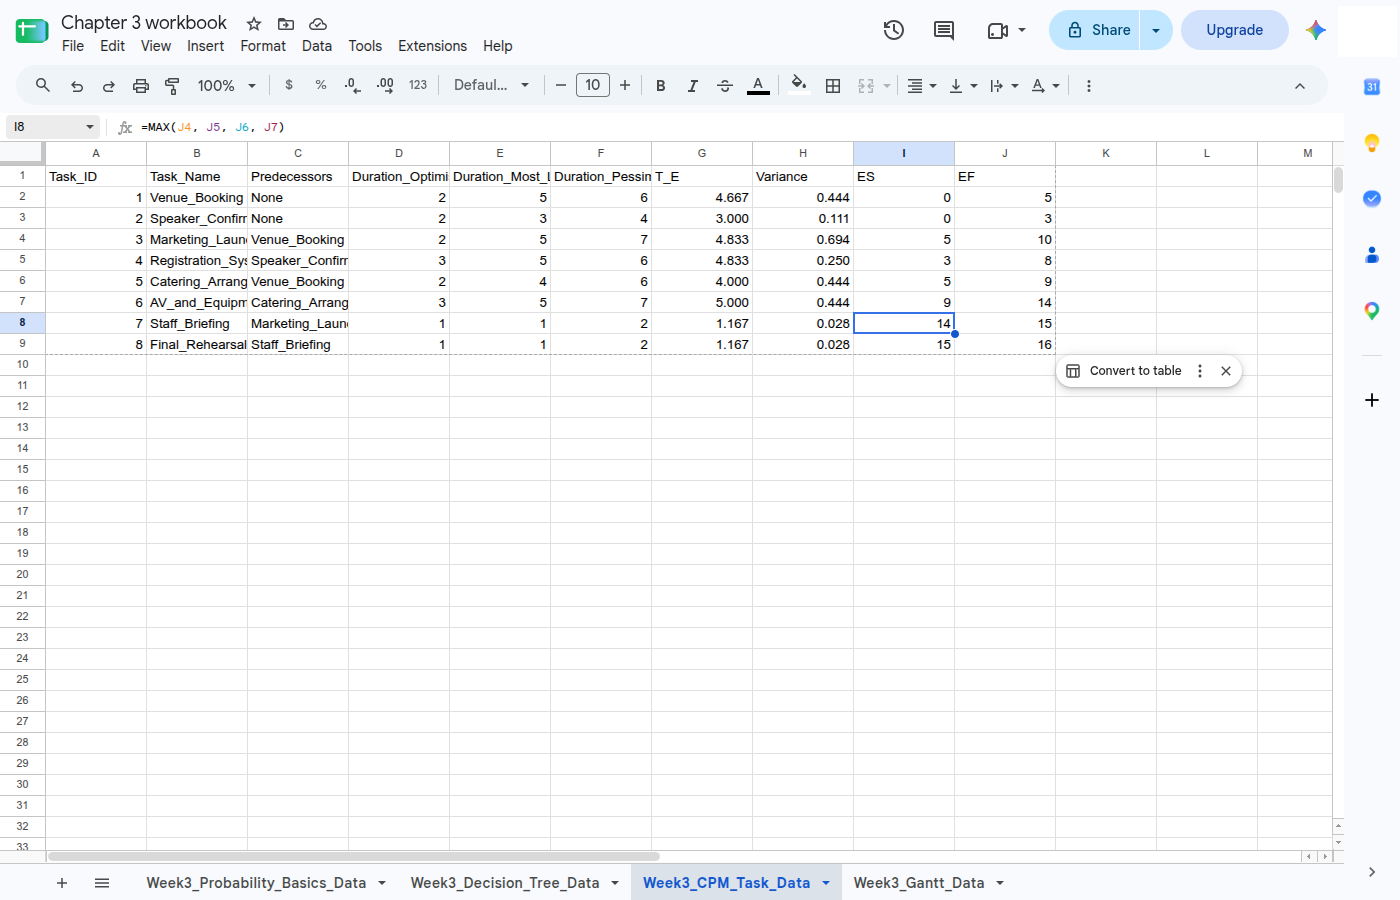 Chapter 3 workbook
File Edit View Insert Format Data Tools Extensions Help
Share
Upgrade
100% $ % .0 .00 123 Defaul... 10 B I S A
I8 fx =MAX(J4, J5, J6, J7)
A B C D E F G H I J K L M
1 Task_ID Task_Name Predecessors Duration_Optimi Duration_Most_L Duration_Pessim T_E Variance ES EF
2 1 Venue_Booking None 2 5 6 4.667 0.444 0 5
3 2 Speaker_Confirm None 2 3 4 3.000 0.111 0 3
4 3 Marketing_Laun Venue_Booking 2 5 7 4.833 0.694 5 10
5 4 Registration_Sys Speaker_Confirm 3 5 6 4.833 0.250 3 8
6 5 Catering_Arrang Venue_Booking 2 4 6 4.000 0.444 5 9
7 6 AV_and_Equipm Catering_Arrang 3 5 7 5.000 0.444 9 14
8 7 Staff_Briefing Marketing_Laun 1 1 2 1.167 0.028 14 15
9 8 Final_Rehearsal Staff_Briefing 1 1 2 1.167 0.028 15 16
10
Convert to table
11
12
13
14
15
16
17
18
19
20
21
22
23
24
25
26
27
28
29
30
31
32
33
31
Week3_Probability_Basics_Data Week3_Decision_Tree_Data Week3_CPM_Task_Data Week3_Gantt_Data